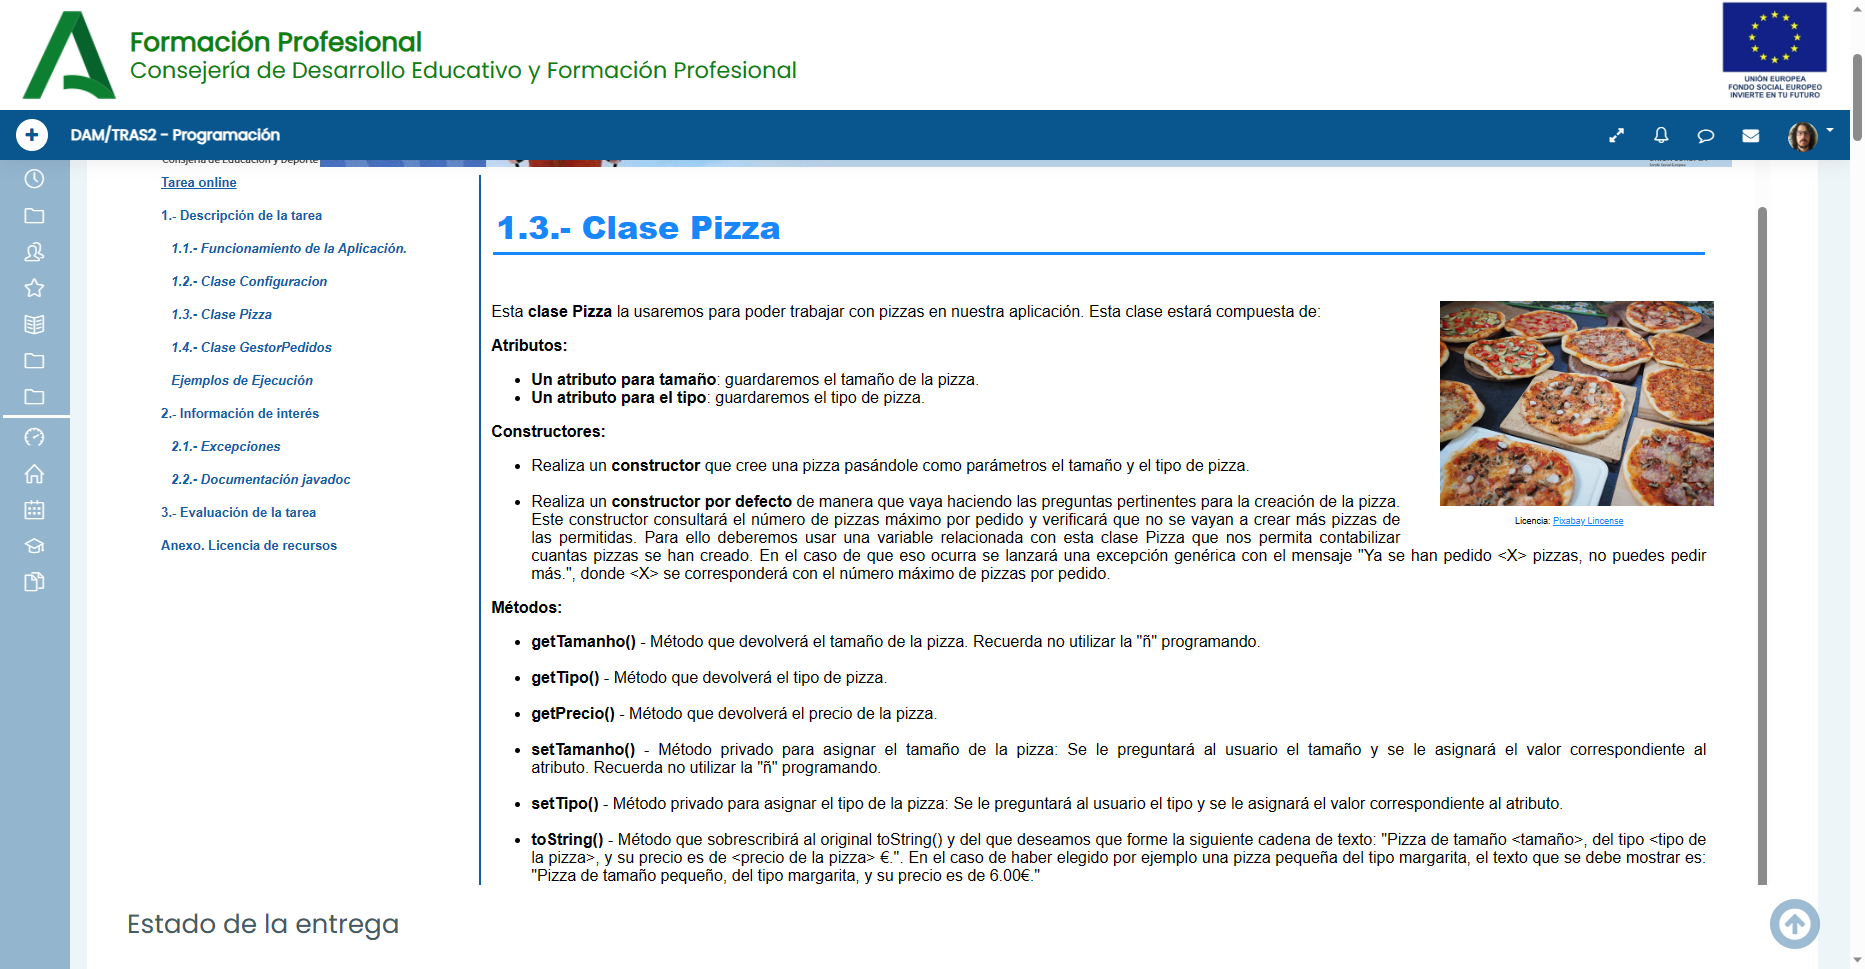 Formación Profesional
Consejería de Desarrollo Educativo y Formación Profesional
UNIÓN EUROPEA
FONDO SOCIAL EUROPEO
INVIERTE EN TU FUTURO
DAM/TRAS2 - Programación
Consejería de Educación y Deporte
Tarea online
1.- Descripción de la tarea
1.1.- Funcionamiento de la Aplicación.
1.2.- Clase Configuracion
1.3.- Clase Pizza
1.4.- Clase GestorPedidos
Ejemplos de Ejecución
2.- Información de interés
2.1.- Excepciones
2.2.- Documentación javadoc
3.- Evaluación de la tarea
Anexo. Licencia de recursos
1.3.- Clase Pizza
Esta clase Pizza la usaremos para poder trabajar con pizzas en nuestra aplicación. Esta clase estará compuesta de:
Atributos:
• Un atributo para tamaño: guardaremos el tamaño de la pizza.
• Un atributo para el tipo: guardaremos el tipo de pizza.
Constructores:
• Realiza un constructor que cree una pizza pasándole como parámetros el tamaño y el tipo de pizza.
• Realiza un constructor por defecto de manera que vaya haciendo las preguntas pertinentes para la creación de la pizza.
Este constructor consultará el número de pizzas máximo por pedido y verificará que no se vayan a crear más pizzas de
las permitidas. Para ello deberemos usar una variable relacionada con esta clase Pizza que nos permita contabilizar
cuantas pizzas se han creado. En el caso de que eso ocurra se lanzará una excepción genérica con el mensaje "Ya se han pedido <X> pizzas, no puedes pedir
más.", donde <X> se corresponderá con el número máximo de pizzas por pedido.
Licencia: Pixabay Lincense
Métodos:
• getTamanho() - Método que devolverá el tamaño de la pizza. Recuerda no utilizar la "ñ" programando.
• getTipo() - Método que devolverá el tipo de pizza.
• getPrecio() - Método que devolverá el precio de la pizza.
• setTamanho() - Método privado para asignar el tamaño de la pizza: Se le preguntará al usuario el tamaño y se le asignará el valor correspondiente al
atributo. Recuerda no utilizar la "ñ" programando.
• setTipo() - Método privado para asignar el tipo de la pizza: Se le preguntará al usuario el tipo y se le asignará el valor correspondiente al atributo.
• toString() - Método que sobrescribirá al original toString() y del que deseamos que forme la siguiente cadena de texto: "Pizza de tamaño <tamaño>, del tipo <tipo de
la pizza>, y su precio es de <precio de la pizza> €.". En el caso de haber elegido por ejemplo una pizza pequeña del tipo margarita, el texto que se debe mostrar es:
"Pizza de tamaño pequeño, del tipo margarita, y su precio es de 6.00€."
Estado de la entrega